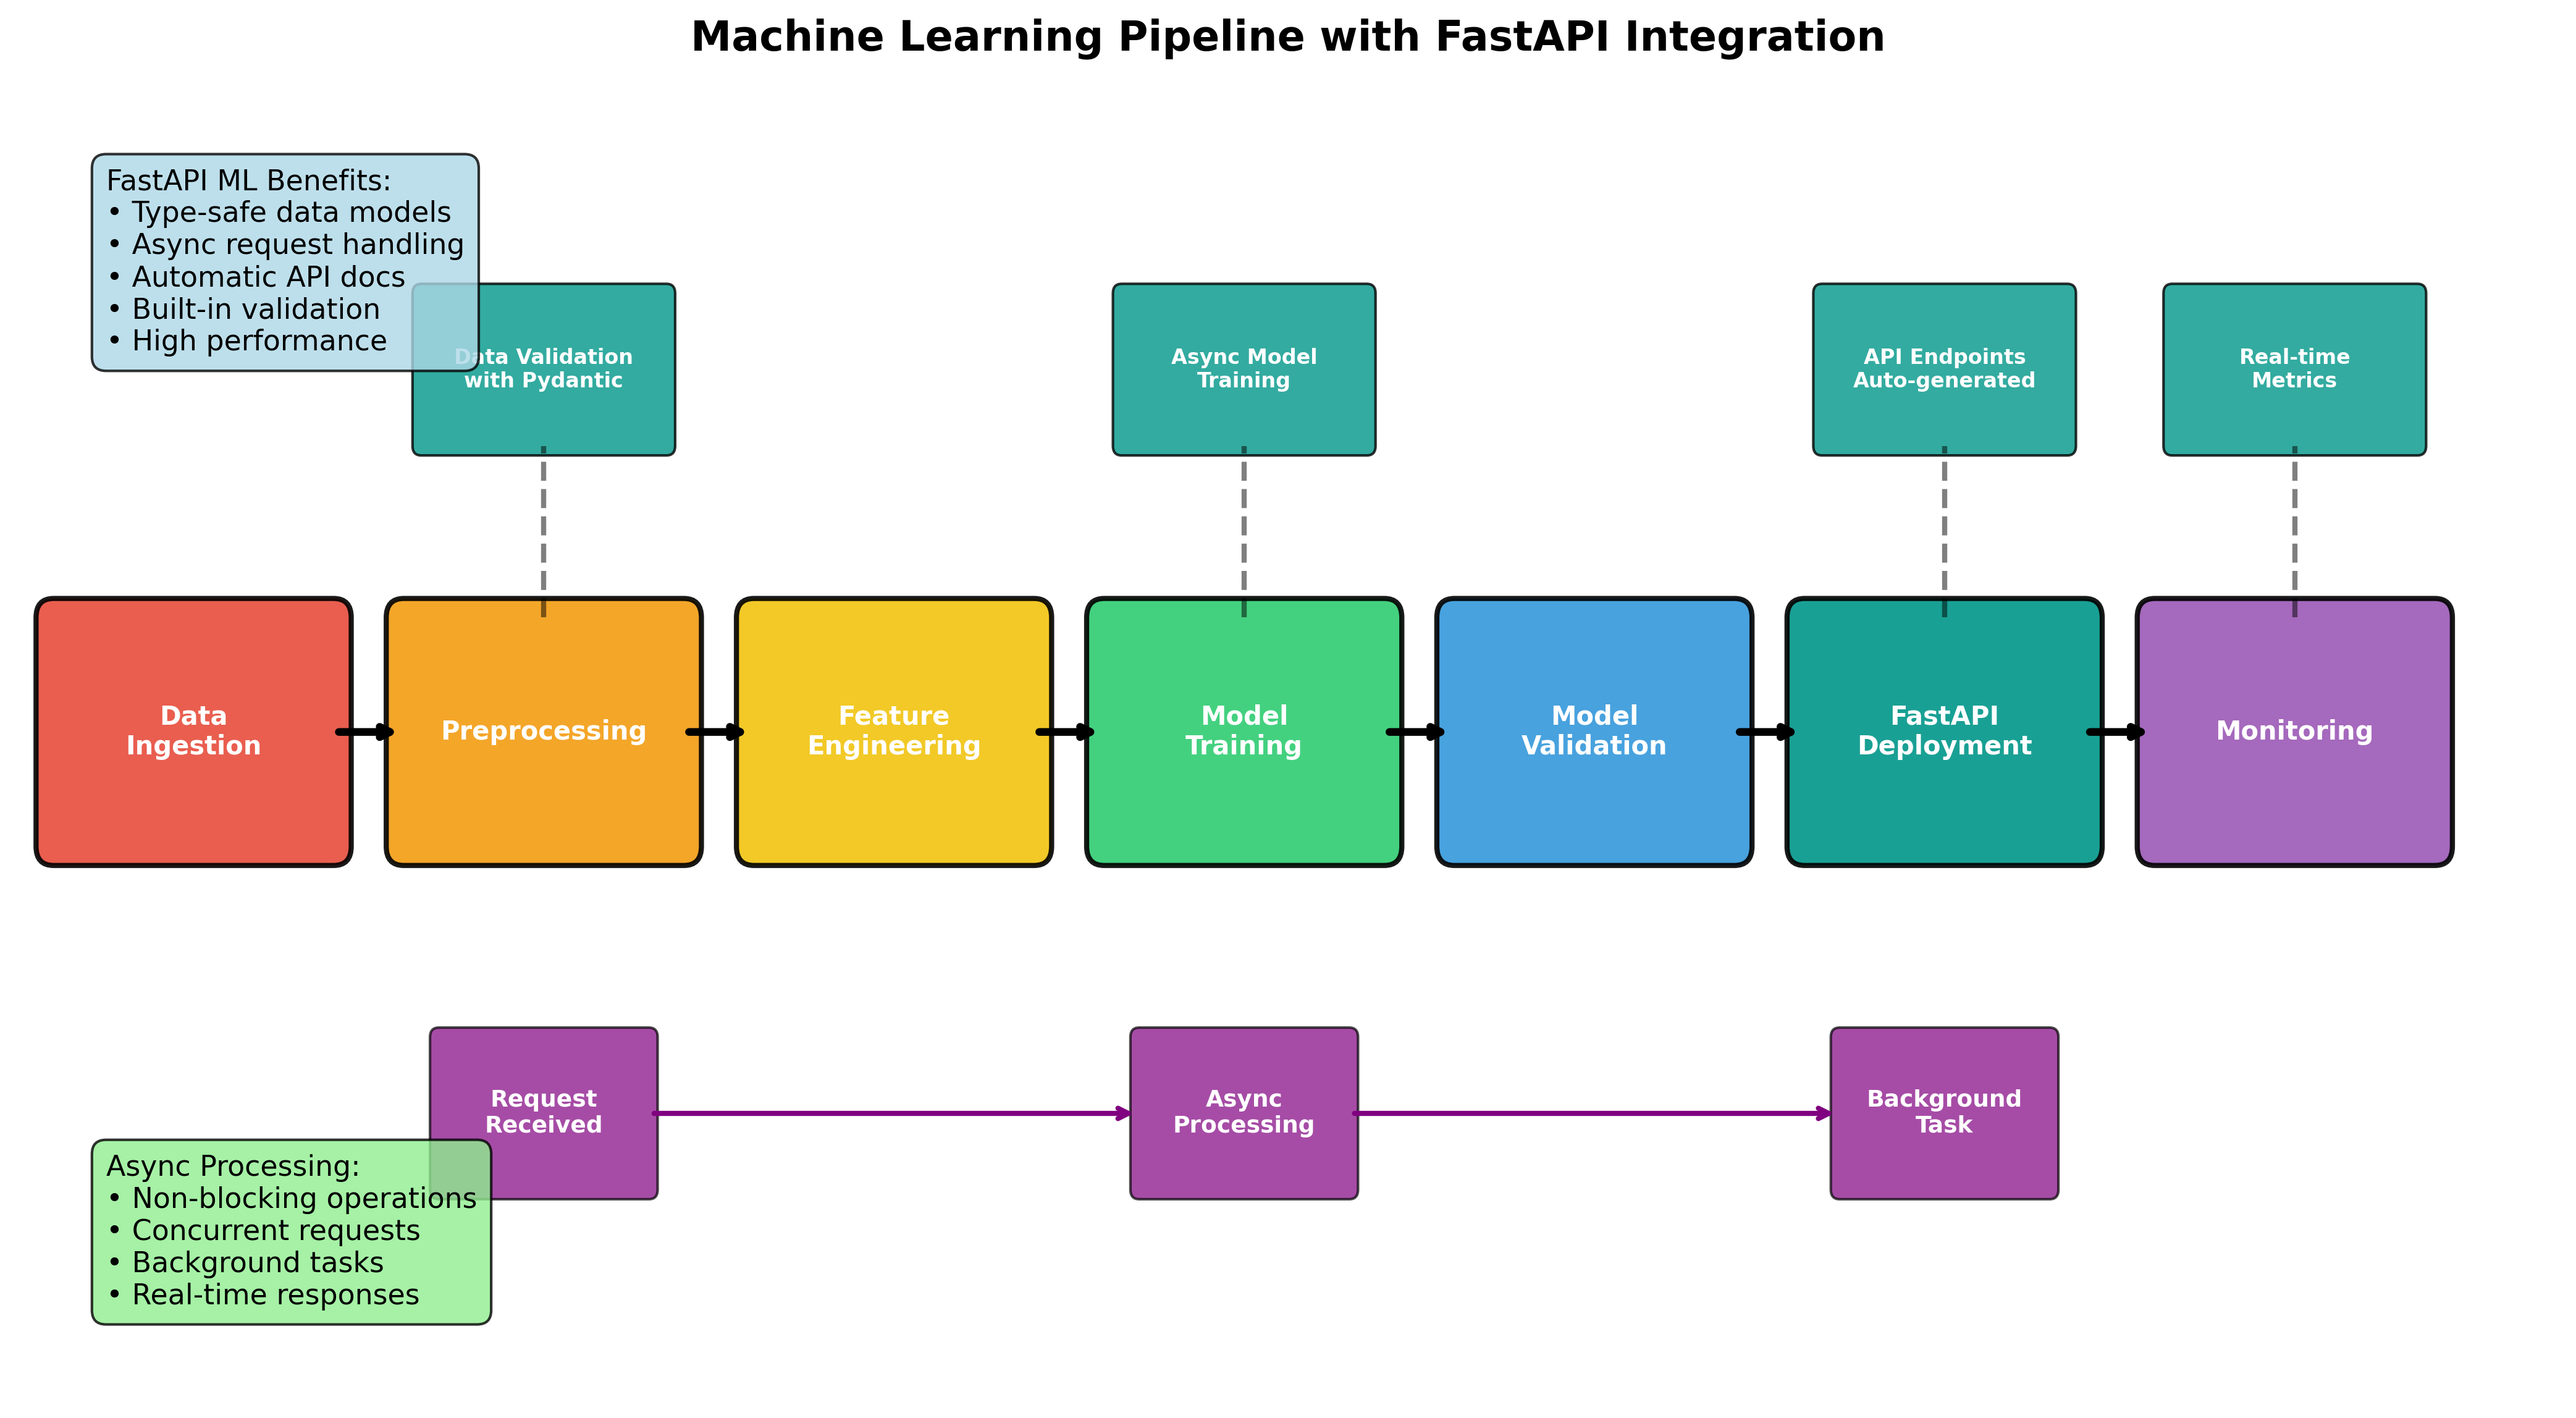 Machine Learning Pipeline with FastAPI Integration
FastAPI ML Benefits:
• Type-safe data models
• Async request handling
• Automatic API docs
• Built-in validation
• High performance
Data Validation
with Pydantic
Async Model
Training
API Endpoints
Auto-generated
Real-time
Metrics
Data
Ingestion
Preprocessing
Feature
Engineering
Model
Training
Model
Validation
FastAPI
Deployment
Monitoring
Request
Received
Async
Processing
Background
Task
Async Processing:
• Non-blocking operations
• Concurrent requests
• Background tasks
• Real-time responses